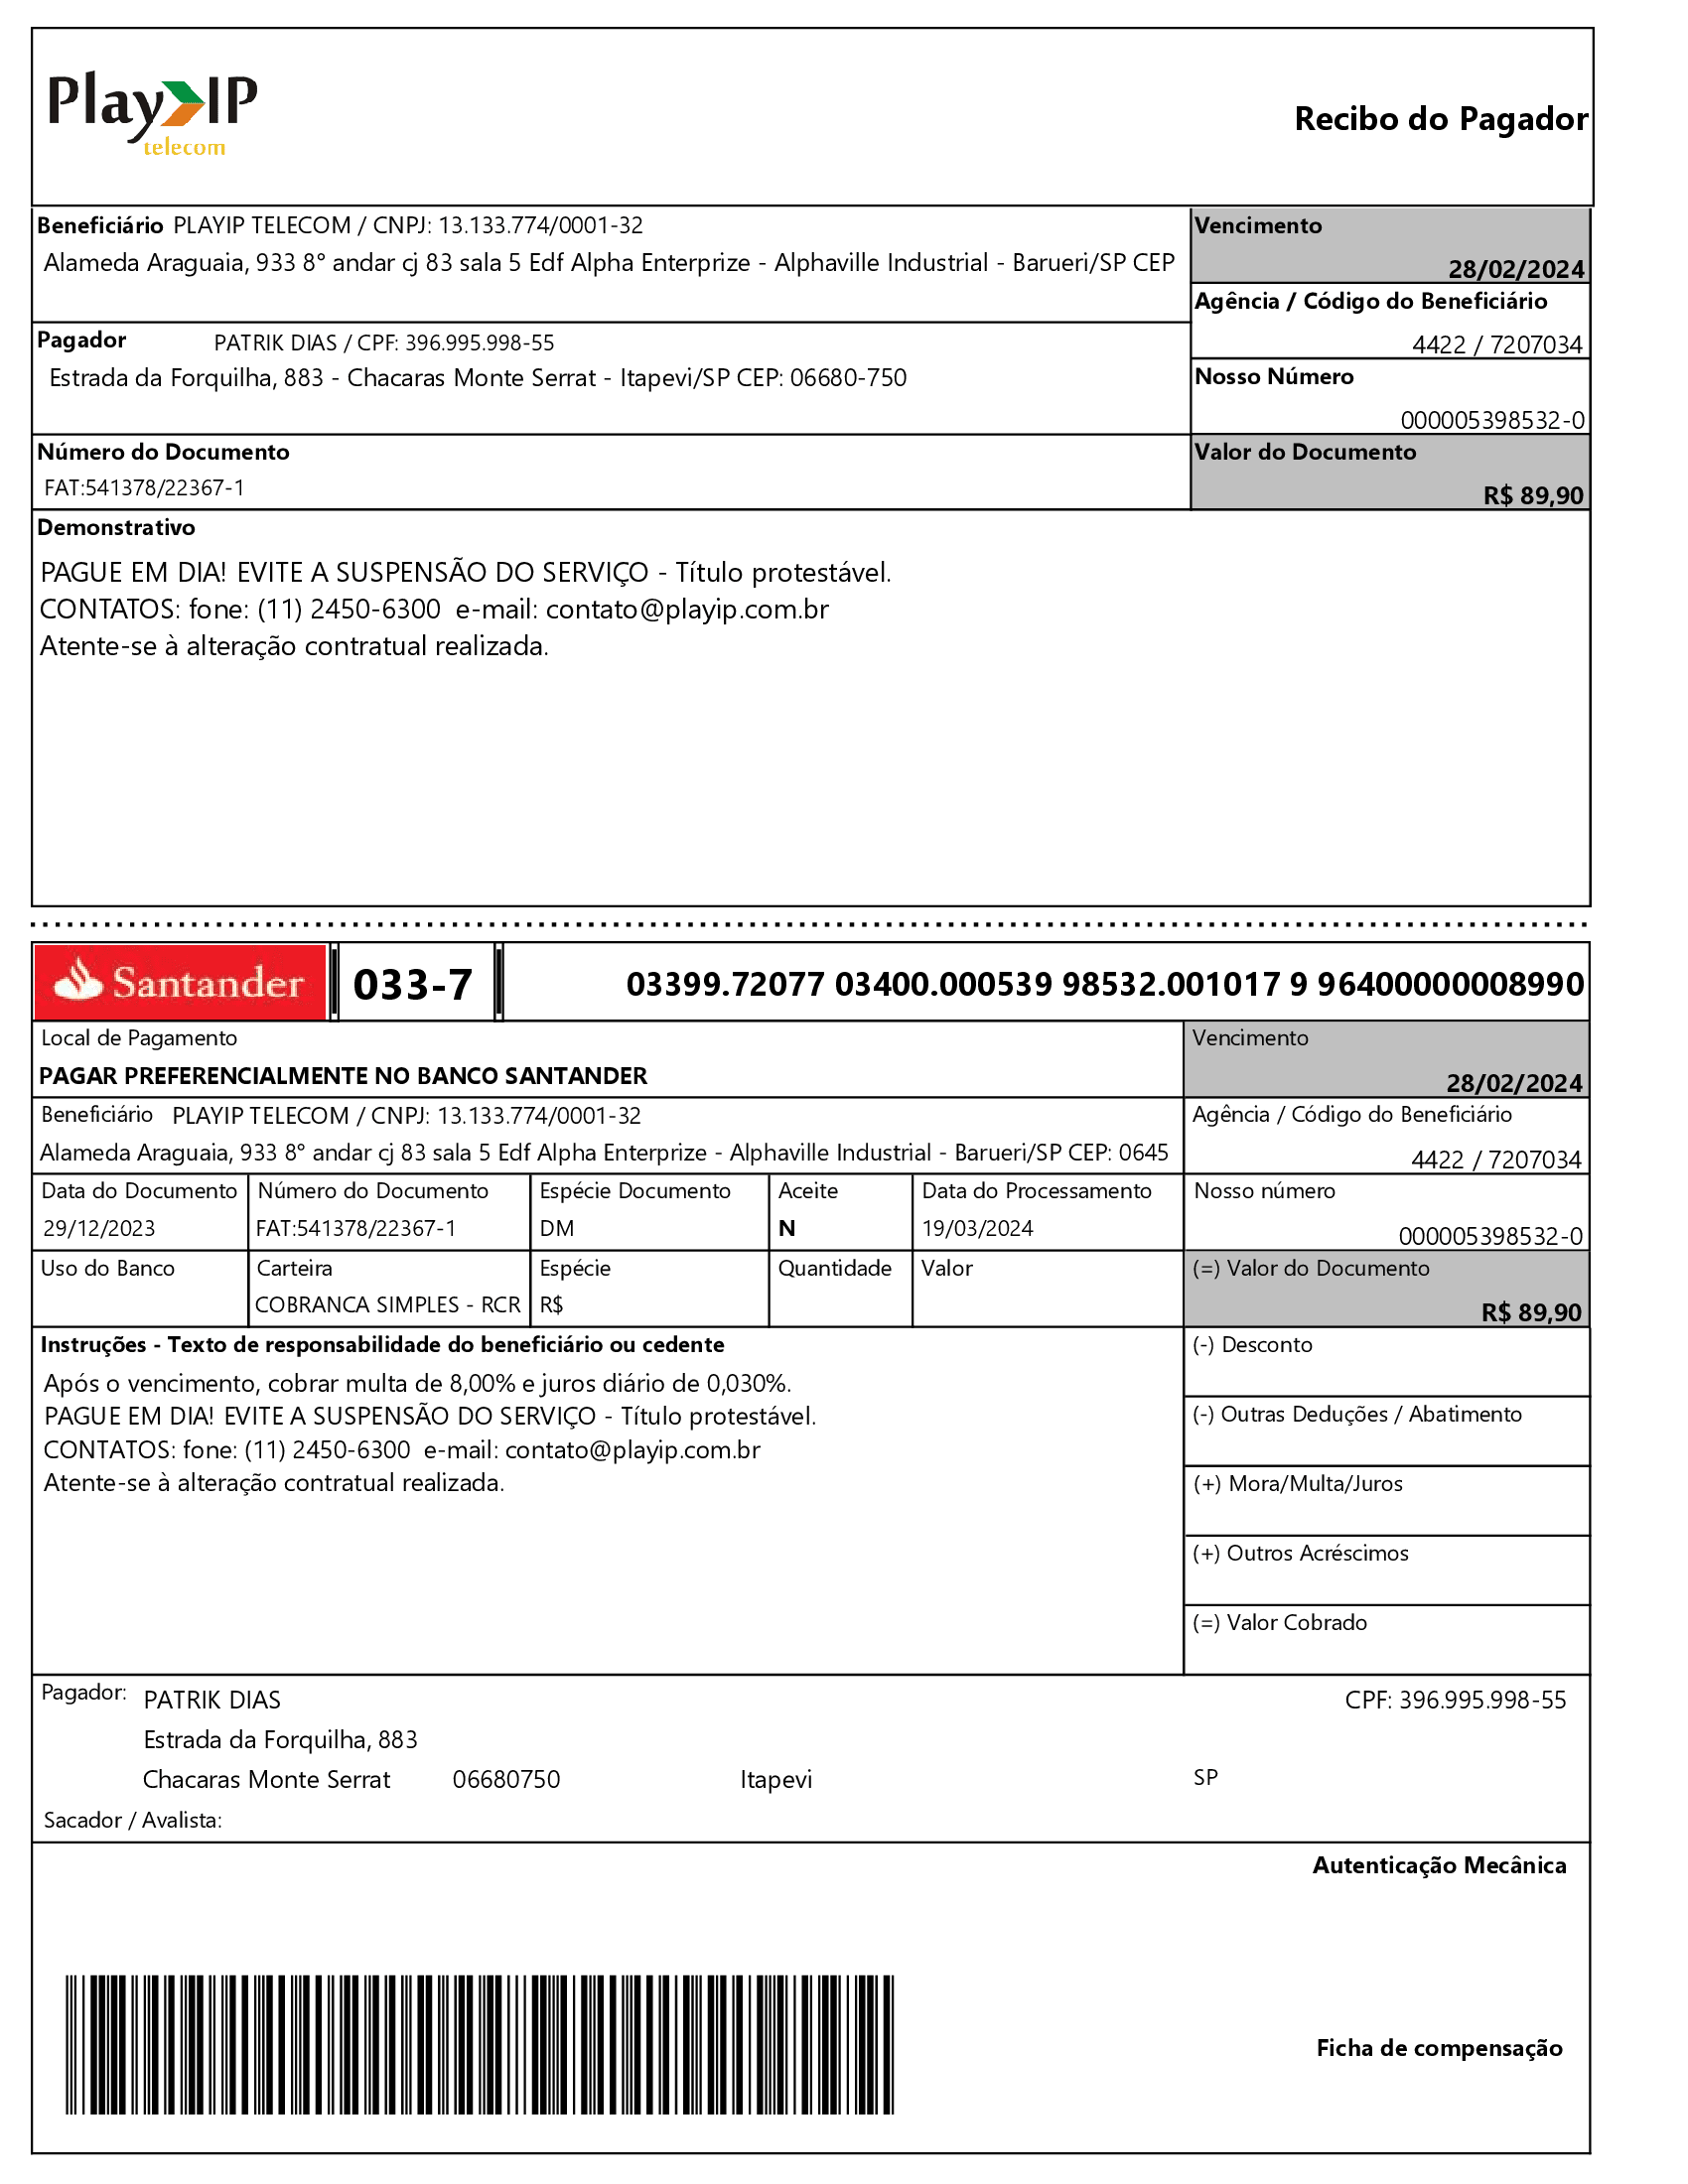 Play IP
telecom
Recibo do Pagador
Beneficiário PLAYIP TELECOM / CNPJ: 13.133.774/0001-32
Alameda Araguaia, 933 8° andar cj 83 sala 5 Edf Alpha Enterprize - Alphaville Industrial - Barueri/SP CEP
Vencimento
28/02/2024
Agência / Código do Beneficiário
4422 / 7207034
Pagador PATRIK DIAS / CPF: 396.995.998-55
Estrada da Forquilha, 883 - Chacaras Monte Serrat - Itapevi/SP CEP: 06680-750
Nosso Número
000005398532-0
Número do Documento
FAT:541378/22367-1
Valor do Documento
R$ 89,90
Demonstrativo
PAGUE EM DIA! EVITE A SUSPENSÃO DO SERVIÇO - Título protestável.
CONTATOS: fone: (11) 2450-6300 e-mail: contato@playip.com.br
Atente-se à alteração contratual realizada.
Santander 033-7 03399.72077 03400.000539 98532.001017 9 96400000008990
Local de Pagamento
PAGAR PREFERENCIALMENTE NO BANCO SANTANDER
Vencimento
28/02/2024
Beneficiário PLAYIP TELECOM / CNPJ: 13.133.774/0001-32
Alameda Araguaia, 933 8° andar cj 83 sala 5 Edf Alpha Enterprize - Alphaville Industrial - Barueri/SP CEP: 0645
Agência / Código do Beneficiário
4422 / 7207034
Data do Documento Número do Documento Espécie Documento Aceite Data do Processamento Nosso número
29/12/2023 FAT:541378/22367-1 DM N 19/03/2024 000005398532-0
Uso do Banco Carteira Espécie Quantidade Valor (=) Valor do Documento
COBRANCA SIMPLES - RCR R$ R$ 89,90
Instruções - Texto de responsabilidade do beneficiário ou cedente
Após o vencimento, cobrar multa de 8,00% e juros diário de 0,030%.
PAGUE EM DIA! EVITE A SUSPENSÃO DO SERVIÇO - Título protestável.
CONTATOS: fone: (11) 2450-6300 e-mail: contato@playip.com.br
Atente-se à alteração contratual realizada.
(-) Desconto
(-) Outras Deduções / Abatimento
(+) Mora/Multa/Juros
(+) Outros Acréscimos
(=) Valor Cobrado
Pagador: PATRIK DIAS CPF: 396.995.998-55
Estrada da Forquilha, 883
Chacaras Monte Serrat 06680750 Itapevi SP
Sacador / Avalista:
Autenticação Mecânica
Ficha de compensação